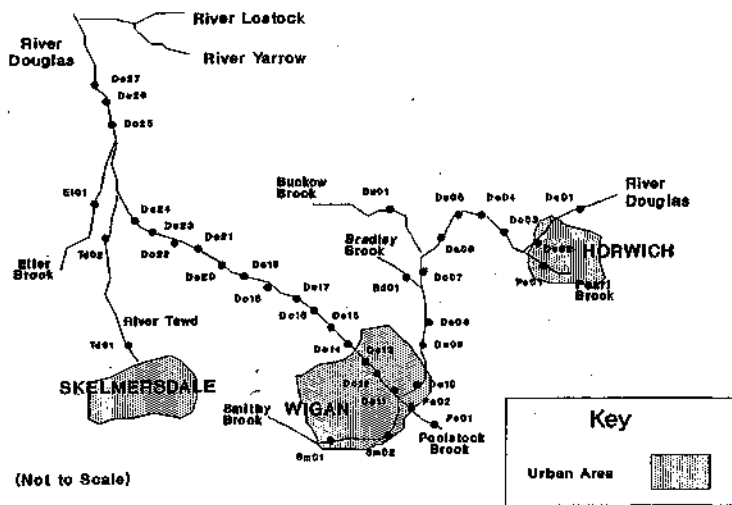 River Lostock
River
Douglas
River Yarrow
Do27
Do26
Do25
El01
Eller
Brook
Td02
Do24
Do23
Do22
Do21
Do20
Do19
Do18
Do17
Do16
Do15
Do14
Do13
Do12
Do11
Do10
River Tawd
Td01
SKELMERSDALE
Buckow
Brook
Bu01
Bradley
Brook
Bd01
Do05
Do04
Do03
Do01
River
Douglas
Do06
Do07
HORWICH
Pe01
Pearl
Brook
Do08
Do09
WIGAN
Po02
Po01
Poolstock
Brook
Smithy
Brook
Sm01
Sm02
(Not to Scale)
Key
Urban Area